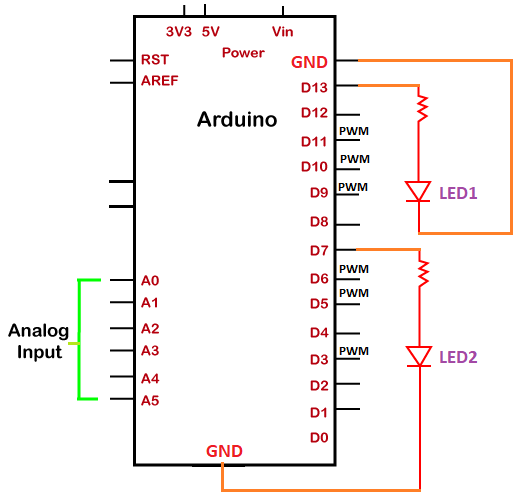 3V3 5V Vin
Power
RST
AREF
GND
D13
D12
Arduino
D11 PWM
D10 PWM
D9 PWM
LED1
D8
D7
A0
D6 PWM
A1
D5 PWM
Analog
Input
A2
D4
A3
D3 PWM
LED2
A4
D2
A5
D1
D0
GND